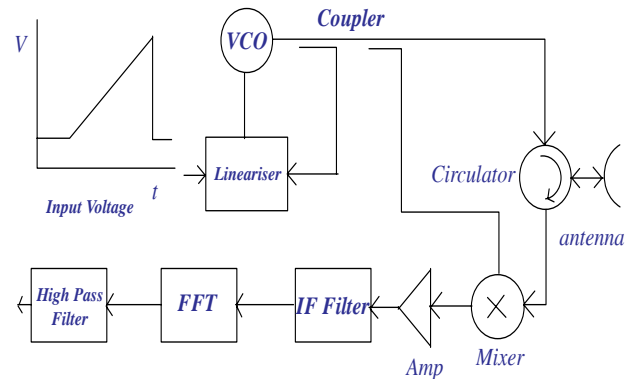 Coupler
V
VCO
Lineariser
Circulator
t
Input Voltage
antenna
High Pass
Filter
FFT
IF Filter
Amp
Mixer